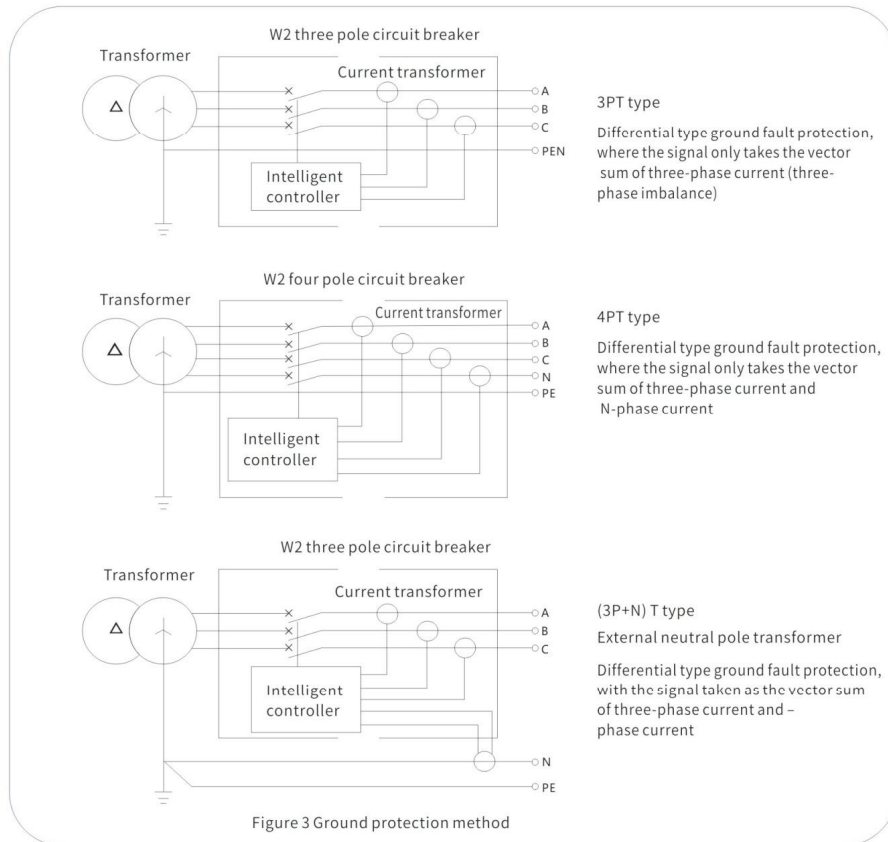 W2 three pole circuit breaker
Transformer
Current transformer
A
B
C
PEN
Intelligent
controller
3PT type
Differential type ground fault protection,
where the signal only takes the vector
sum of three-phase current (three-
phase imbalance)
W2 four pole circuit breaker
Transformer
Current transformer
A
B
C
N
PE
Intelligent
controller
4PT type
Differential type ground fault protection,
where the signal only takes the vector
sum of three-phase current and
N-phase current
W2 three pole circuit breaker
Transformer
Current transformer
A
B
C
Intelligent
controller
N
PE
(3P+N) T type
External neutral pole transformer
Differential type ground fault protection,
with the signal taken as the vector sum
of three-phase current and –
phase current
Figure 3 Ground protection method